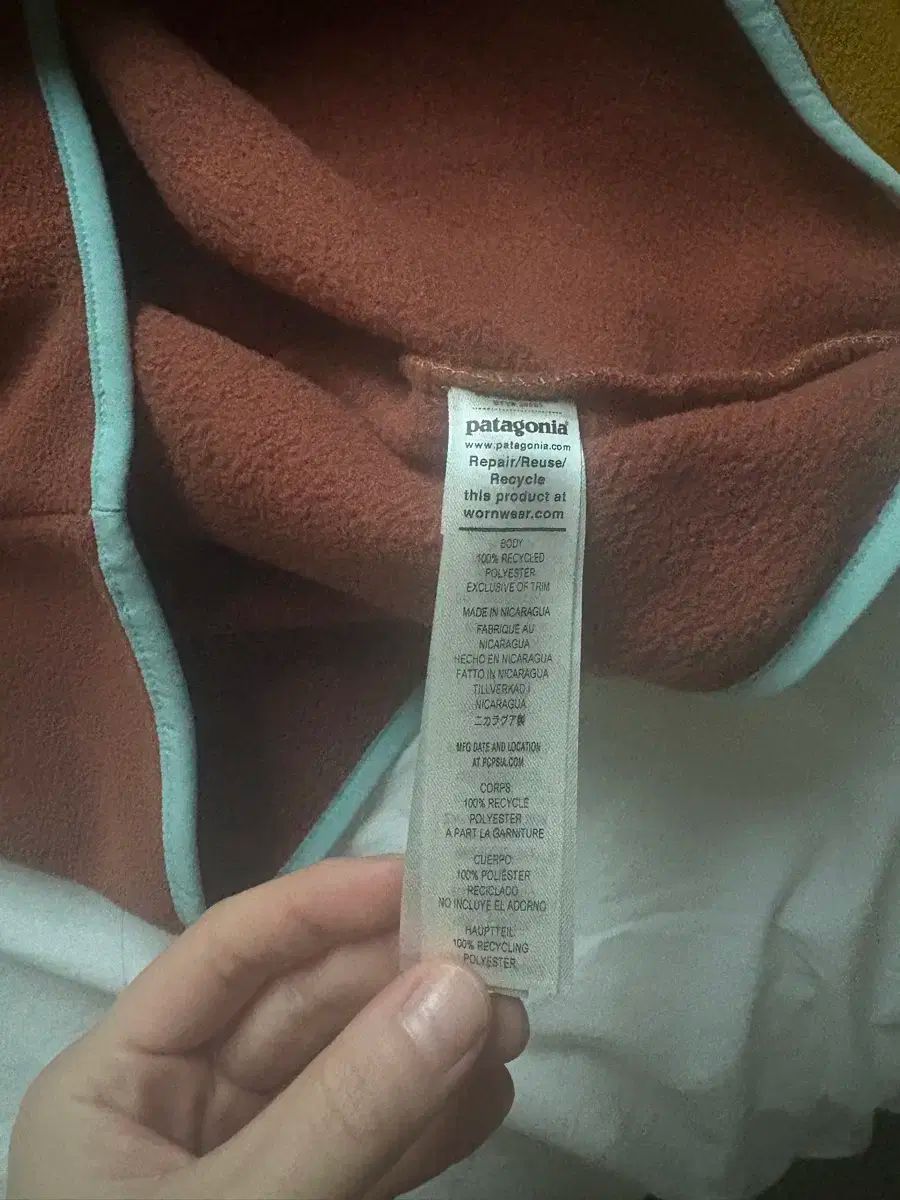 patagonia®
www.patagonia.com
Repair/Reuse/
Recycle
this product at
wornwear.com
BODY
100% RECYCLED
POLYESTER
EXCLUSIVE OF TRIM
MADE IN NICARAGUA
FABRIQUÉ AU
NICARAGUA
HECHO EN NICARAGUA
FATTO IN NICARAGUA
TILLVERKAD I
NICARAGUA
ニカラグア製
MFG DATE AND LOCATION
AT PCPSIA.COM
CORPS
100% RECYCLÉ
POLYESTER
A PART LA GARNITURE
CUERPO:
100% POLIÉSTER
RECICLADO
NO INCLUYE EL ADORNO
HAUPTTEIL:
100% RECYCLING
POLYESTER